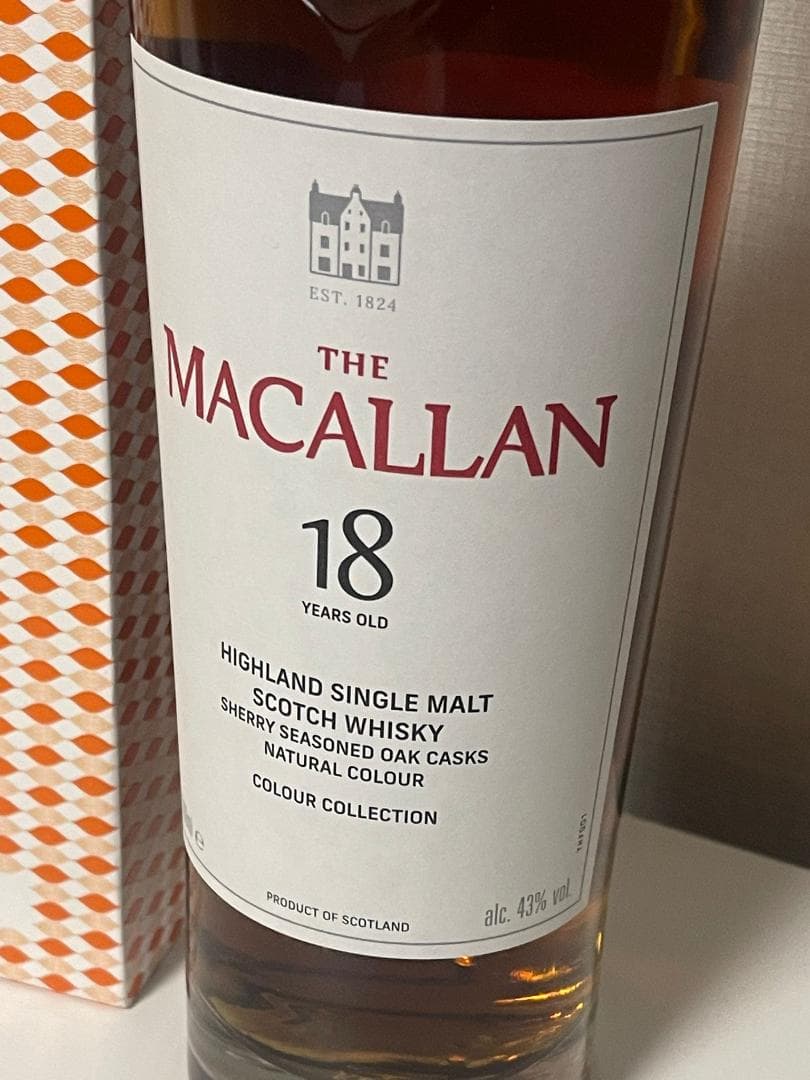 EST. 1824
THE
MACALLAN
18
YEARS OLD
HIGHLAND SINGLE MALT
SCOTCH WHISKY
SHERRY SEASONED OAK CASKS
NATURAL COLOUR
COLOUR COLLECTION
PRODUCT OF SCOTLAND
alc. 43% vol.